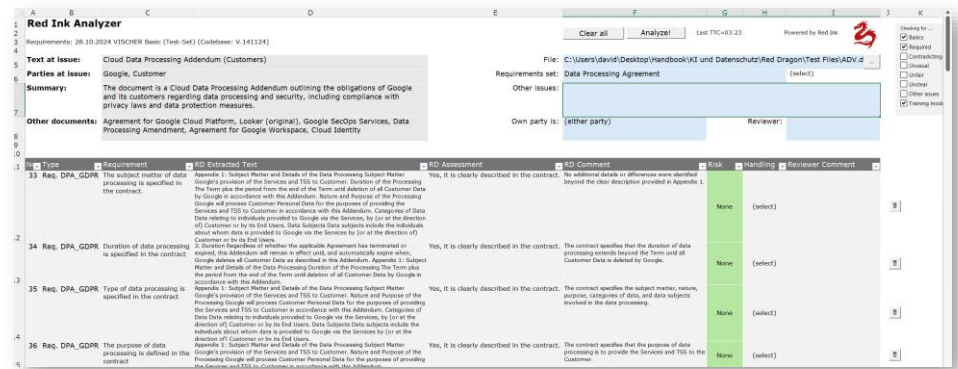 A B C D E F G H I J K
Red Ink Analyzer
Clear all Analyze! Last TTC=03:23 Powered by Red Ink
Requirements: 28.10.2024 VISCHER Basic (Test-Set) (Codebase: V.141124)
Checking for ...
Basics
Required
Contradicting
Unusual
Unfair
Unclear
Other issues
Training mode
Text at issue: Cloud Data Processing Addendum (Customers)
File: C:\Users\david\Desktop\Handbook\KI und Datenschutz\Red Dragon\Test Files\ADV.d ...
Parties at issue: Google, Customer
Requirements set: Data Processing Agreement (select)
Summary: The document is a Cloud Data Processing Addendum outlining the obligations of Google
and its customers regarding data processing and security, including compliance with
privacy laws and data protection measures.
Other issues:
Other documents: Agreement for Google Cloud Platform, Looker (original), Google SecOps Services, Data
Processing Amendment, Agreement for Google Workspace, Cloud Identity
Own party is: (either party) Reviewer:
Type Requirement RD Extracted Text RD Assessment RD Comment Risk Handling Reviewer Comment
33 Req. DPA_GDPR The subject matter of data
processing is specified in
the contract.
Appendix 1: Subject Matter and Details of the Data Processing Subject Matter
Google's provision of the Services and TSS to Customer. Duration of the Processing
The Term plus the period from the end of the Term until deletion of all Customer Data
by Google in accordance with this Addendum. Nature and Purpose of the Processing
Google will process Customer Personal Data for the purposes of providing the
Services and TSS to Customer in accordance with this Addendum. Categories of Data
Data relating to individuals provided to Google via the Services, by (or at the direction
of) Customer or by its End Users. Data Subjects Data subjects include the individuals
about whom data is provided to Google via the Services by (or at the direction of)
Customer or by its End Users.
Yes, it is clearly described in the contract.
No additional details or differences were identified
beyond the clear description provided in Appendix 1.
None (select)
34 Req. DPA_GDPR Duration of data processing
is specified in the contract
3. Duration Regardless of whether the applicable Agreement has terminated or
expired, this Addendum will remain in effect until, and automatically expire when,
Google deletes all Customer Data as described in this Addendum. Appendix 1: Subject
Matter and Details of the Data Processing Duration of the Processing The Term plus
the period from the end of the Term until deletion of all Customer Data by Google in
accordance with this Addendum.
Yes, it is clearly described in the contract.
The contract specifies that the duration of data
processing extends beyond the Term until all
Customer Data is deleted by Google.
None (select)
35 Req. DPA_GDPR Type of data processing is
specified in the contract
Appendix 1: Subject Matter and Details of the Data Processing Subject Matter
Google's provision of the Services and TSS to Customer. Nature and Purpose of the
Processing Google will process Customer Personal Data for the purposes of providing
the Services and TSS to Customer in accordance with this Addendum. Categories of
Data Data relating to individuals provided to Google via the Services, by (or at the
direction of) Customer or by its End Users. Data Subjects Data subjects include the
individuals about whom data is provided to Google via the Services by (or at the
direction of) Customer or by its End Users.
Yes, it is clearly described in the contract.
The contract specifies the subject matter, nature,
purpose, categories of data, and data subjects
involved in the data processing.
None (select)
36 Req. DPA_GDPR The purpose of data
processing is defined in the
contract
Appendix 1: Subject Matter and Details of the Data Processing Subject Matter
Google's provision of the Services and TSS to Customer. Nature and Purpose of the
Processing Google will process Customer Personal Data for the purposes of providing
the Services and TSS to Customer in accordance with this Addendum.
Yes, it is clearly described in the contract.
The contract specifies that the purpose of data
processing is to provide the Services and TSS to the
Customer.
None (select)